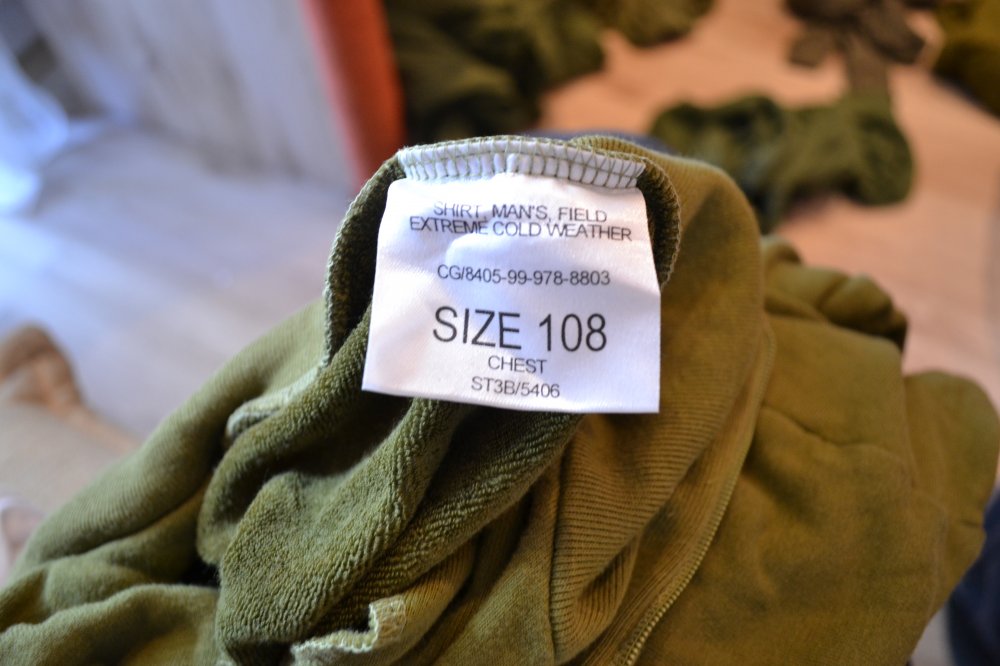 SHIRT, MAN'S, FIELD
EXTREME COLD WEATHER
CG/8405-99-978-8803
SIZE 108
CHEST
ST3B/5406